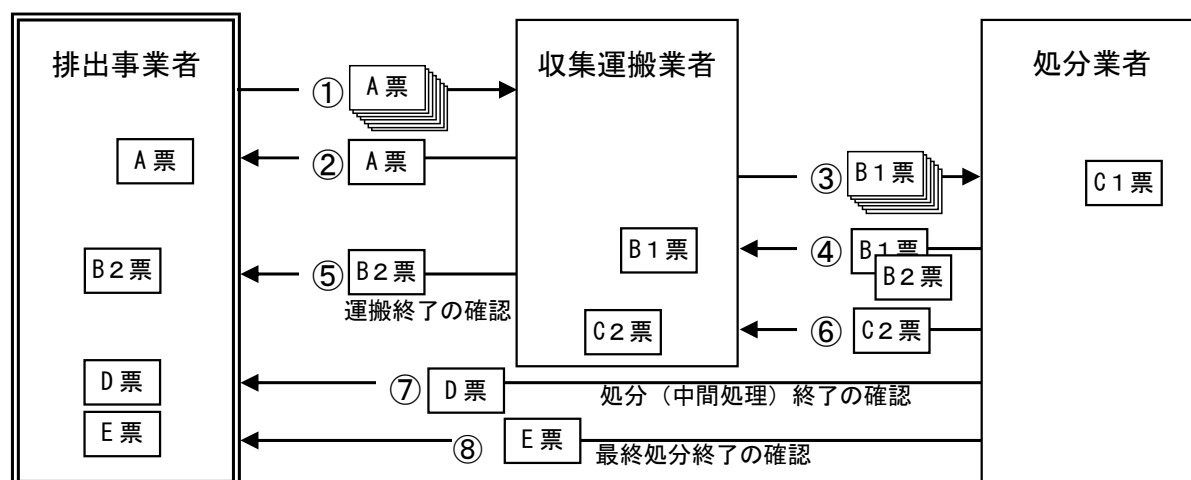 排出事業者
収集運搬業者
処分業者
① A票
A票
② A票
③ B1票
C1票
B2票
B1票
④ B1票
B2票
⑤ B2票
運搬終了の確認
C2票
⑥ C2票
D票
⑦ D票
処分（中間処理）終了の確認
E票
⑧ E票
最終処分終了の確認